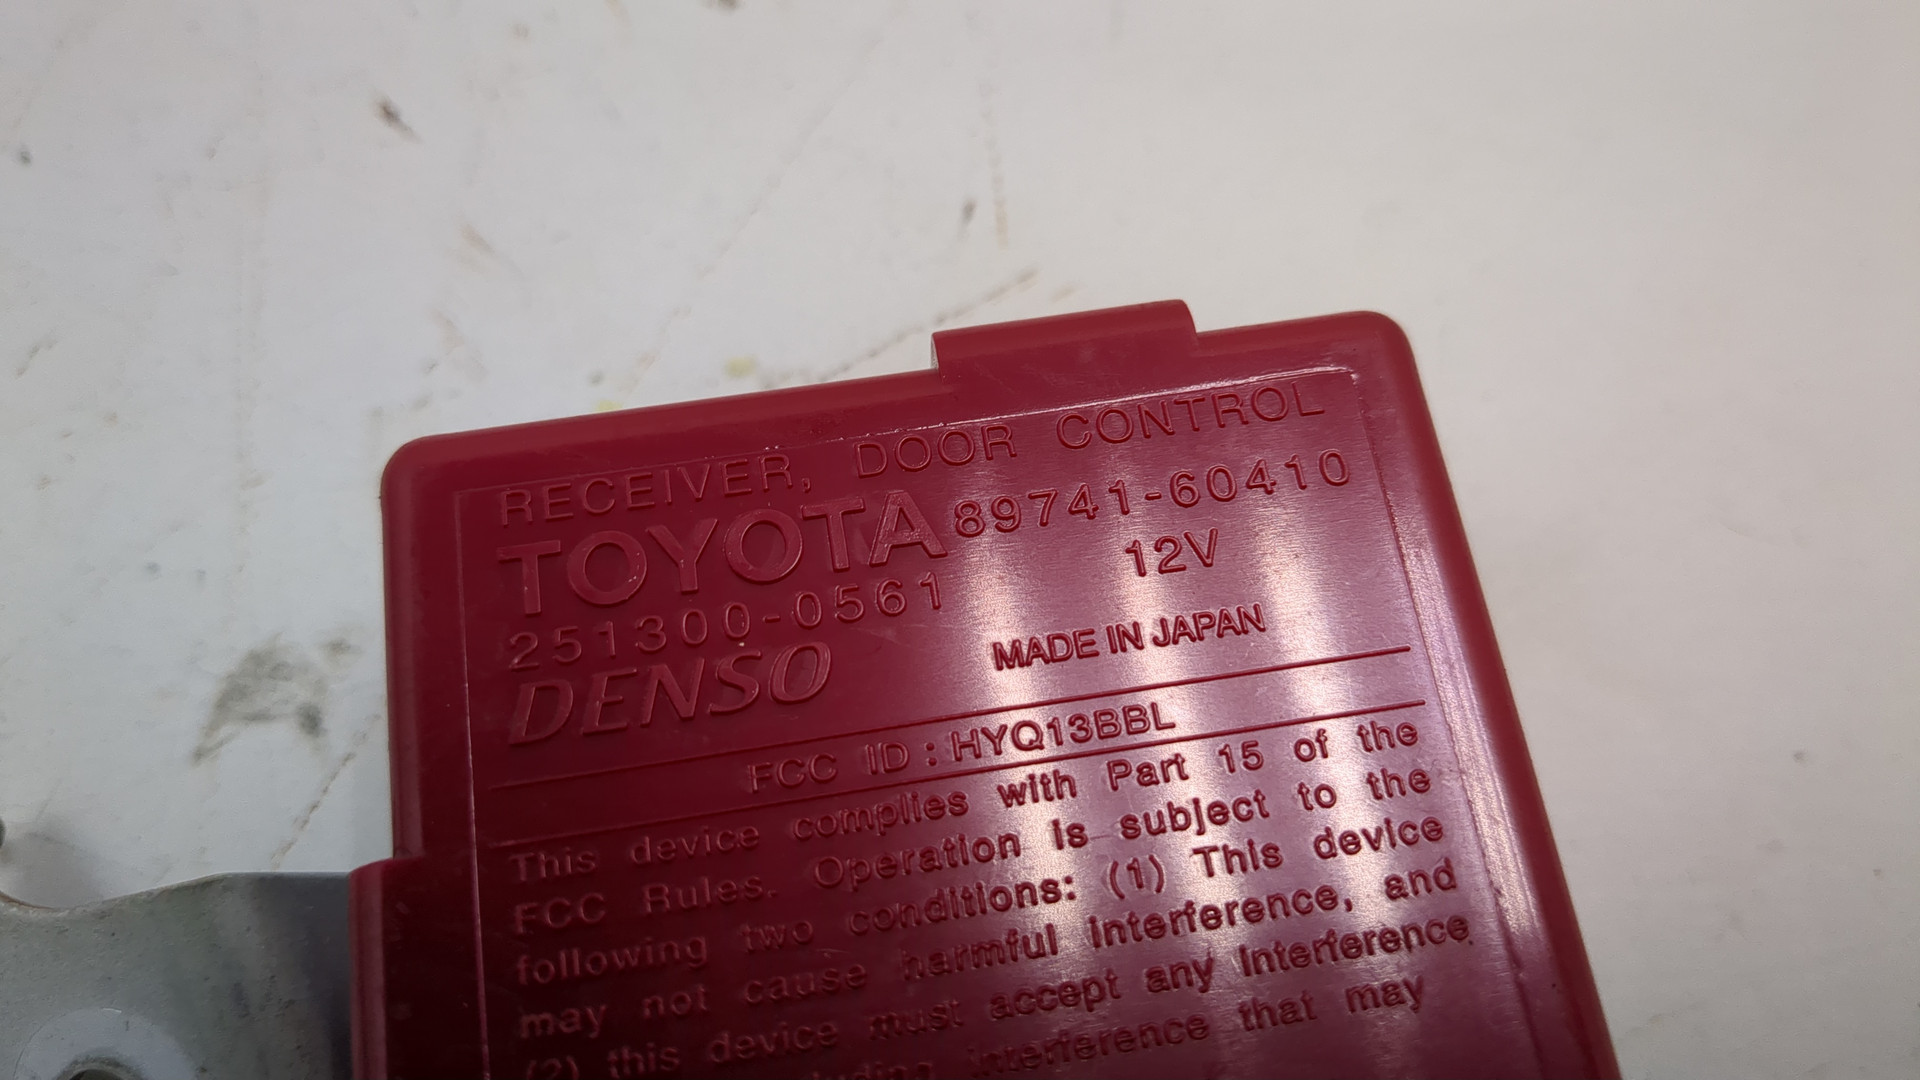 RECEIVER, DOOR CONTROL
TOYOTA 89741-60410
251300-0561 12V
DENSO MADE IN JAPAN
FCC ID : HYQ13BBL
This device complies with Part 15 of the
FCC Rules. Operation is subject to the
following two conditions: (1) This device
may not cause harmful interference, and
(2) this device must accept any interference
interference that may